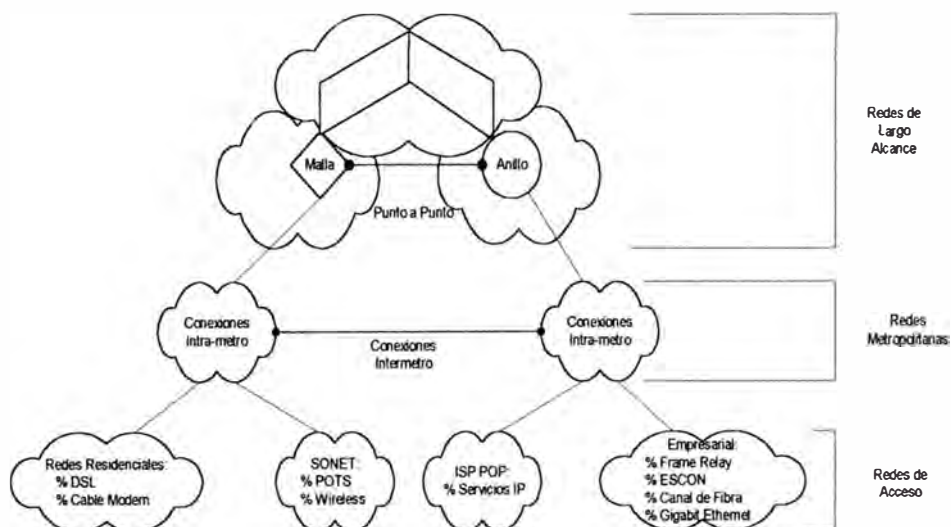 Redes de
Largo
Alcance
Malla
Anillo
Punto a Punto
Conexiones
Intra-metro
Conexiones
Intra-metro
Conexiones
Intermetro
Redes
Metropolitanas
Redes Residenciales:
% DSL
% Cable Modem
SONET:
% POTS
% Wireless
ISP POP:
% Servicios IP
Empresarial:
% Frame Relay
% ESCON
% Canal de Fibra
% Gigabit Ethernet
Redes de
Acceso